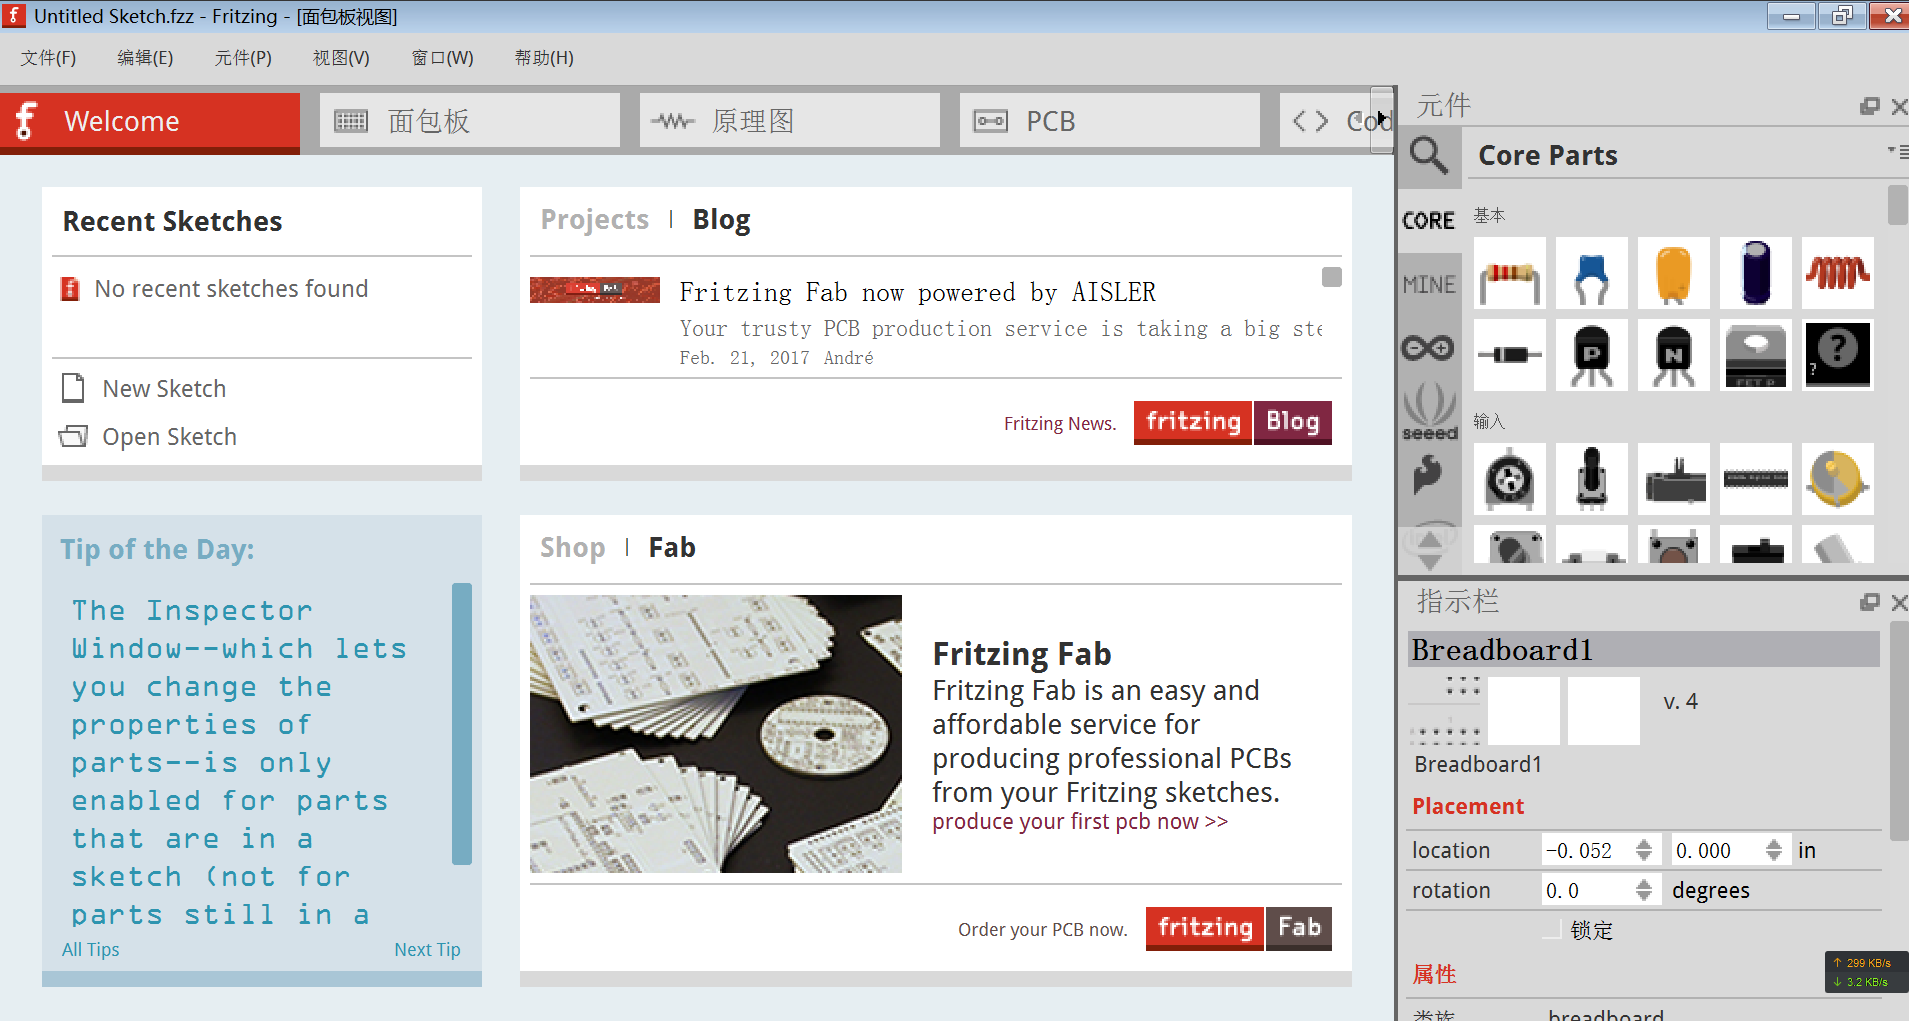 Untitled Sketch.fzz - Fritzing - [面包板视图]
文件(F) 编辑(E) 元件(P) 视图(V) 窗口(W) 帮助(H)
Welcome 面包板 原理图 PCB Cod
Recent Sketches
No recent sketches found
New Sketch
Open Sketch
Projects | Blog
Fritzing Fab now powered by AISLER
Your trusty PCB production service is taking a big ste
Feb. 21, 2017 André
Fritzing News. fritzing Blog
Tip of the Day:
The Inspector
Window--which lets
you change the
properties of
parts--is only
enabled for parts
that are in a
sketch (not for
parts still in a
All Tips Next Tip
Shop | Fab
Fritzing Fab
Fritzing Fab is an easy and
affordable service for
producing professional PCBs
from your Fritzing sketches.
produce your first pcb now >>
Order your PCB now. fritzing Fab
元件
Core Parts
CORE
MINE
seeed
基本
P N
FET P
?
?
输入
指示栏
Breadboard1
v. 4
Breadboard1
Placement
location -0.052 0.000 in
rotation 0.0 degrees
锁定
属性
↑ 299 KB/s
↓ 3.2 KB/s
类族 breadboard